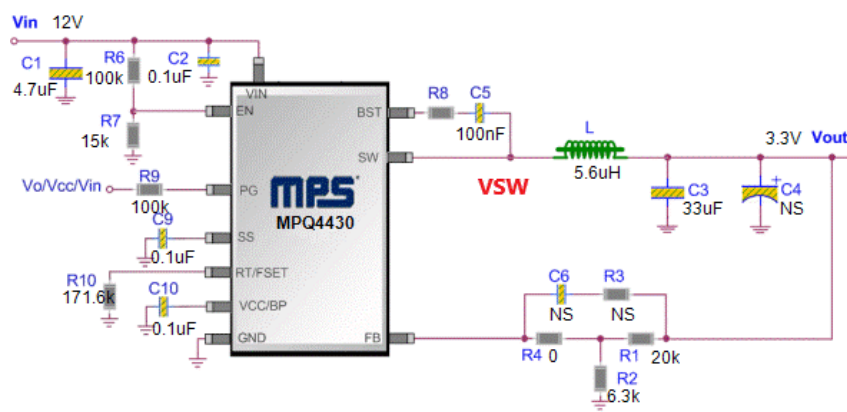 Vin 12V
C1
4.7uF
R6
100k
C2
0.1uF
VIN
EN
R7
15k
BST
R8
C5
100nF
SW
VSW
L
5.6uH
3.3V Vout
Vo/Vcc/Vin
R9
100k
PG
MPS
MPQ4430
C3
33uF
+
C4
NS
C9
0.1uF
SS
R10
171.6k
RT/FSET
C10
0.1uF
VCC/BP
GND
FB
C6
NS
R3
NS
R4
0
R1
20k
R2
6.3k